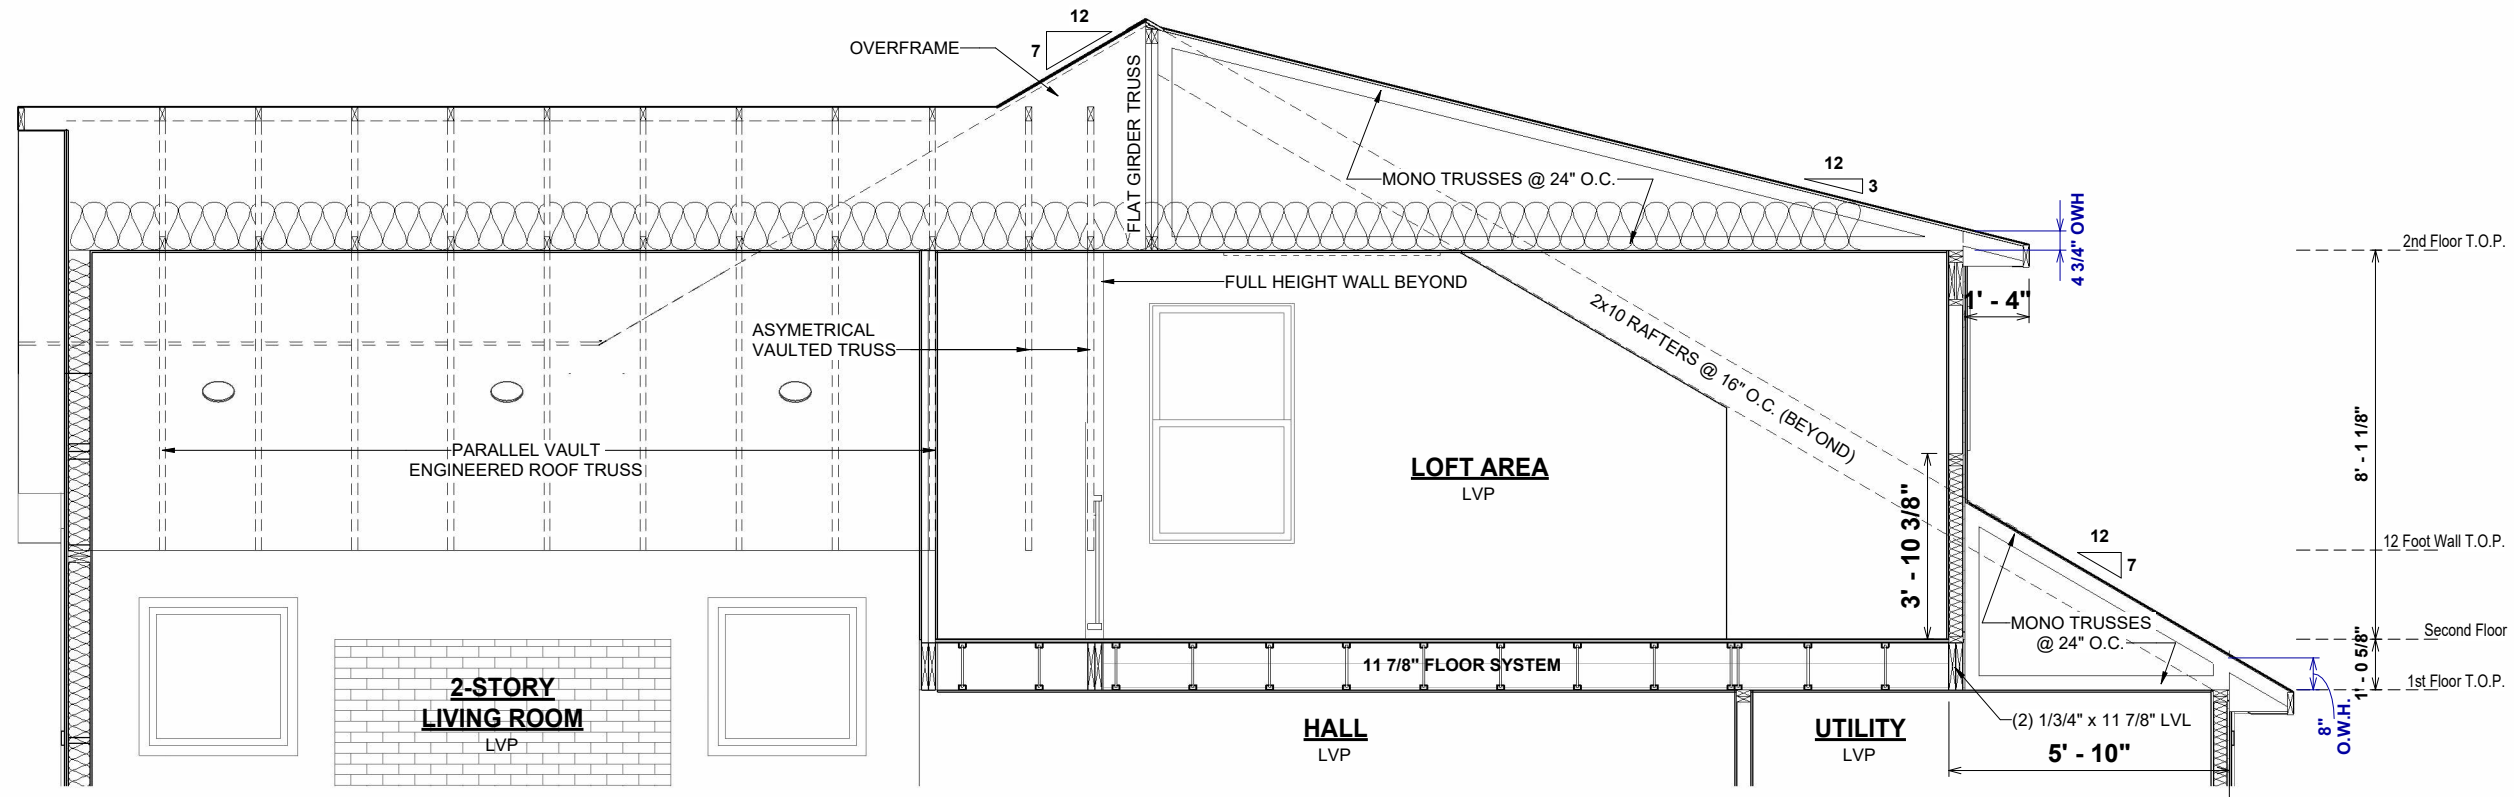 12
7
OVERFRAME
FLAT GIRDER TRUSS
MONO TRUSSES @ 24" O.C.
12
3
4 3/4" OWH
2nd Floor T.O.P.
FULL HEIGHT WALL BEYOND
1' - 4"
2x10 RAFTERS @ 16" O.C. (BEYOND)
ASYMETRICAL
VAULTED TRUSS
PARALLEL VAULT
ENGINEERED ROOF TRUSS
LOFT AREA
LVP
3' - 10 3/8"
8' - 1 1/8"
12 Foot Wall T.O.P.
12
7
MONO TRUSSES
@ 24" O.C.
Second Floor
1' - 0 5/8"
1st Floor T.O.P.
11 7/8" FLOOR SYSTEM
2-STORY
LIVING ROOM
LVP
HALL
LVP
UTILITY
LVP
(2) 1/3/4" x 11 7/8" LVL
5' - 10"
8"
O.W.H.